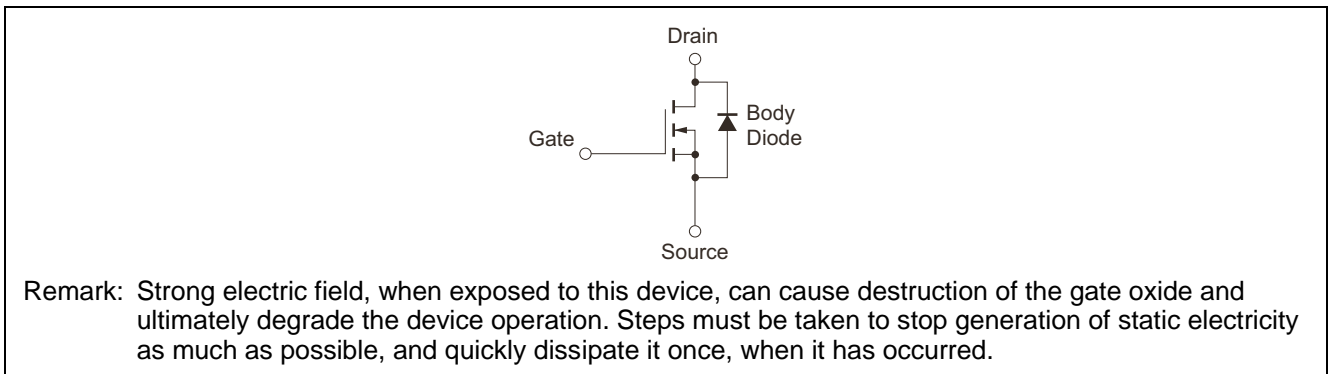 Drain
Body
Diode
Gate
Source
Remark: Strong electric field, when exposed to this device, can cause destruction of the gate oxide and
ultimately degrade the device operation. Steps must be taken to stop generation of static electricity
as much as possible, and quickly dissipate it once, when it has occurred.